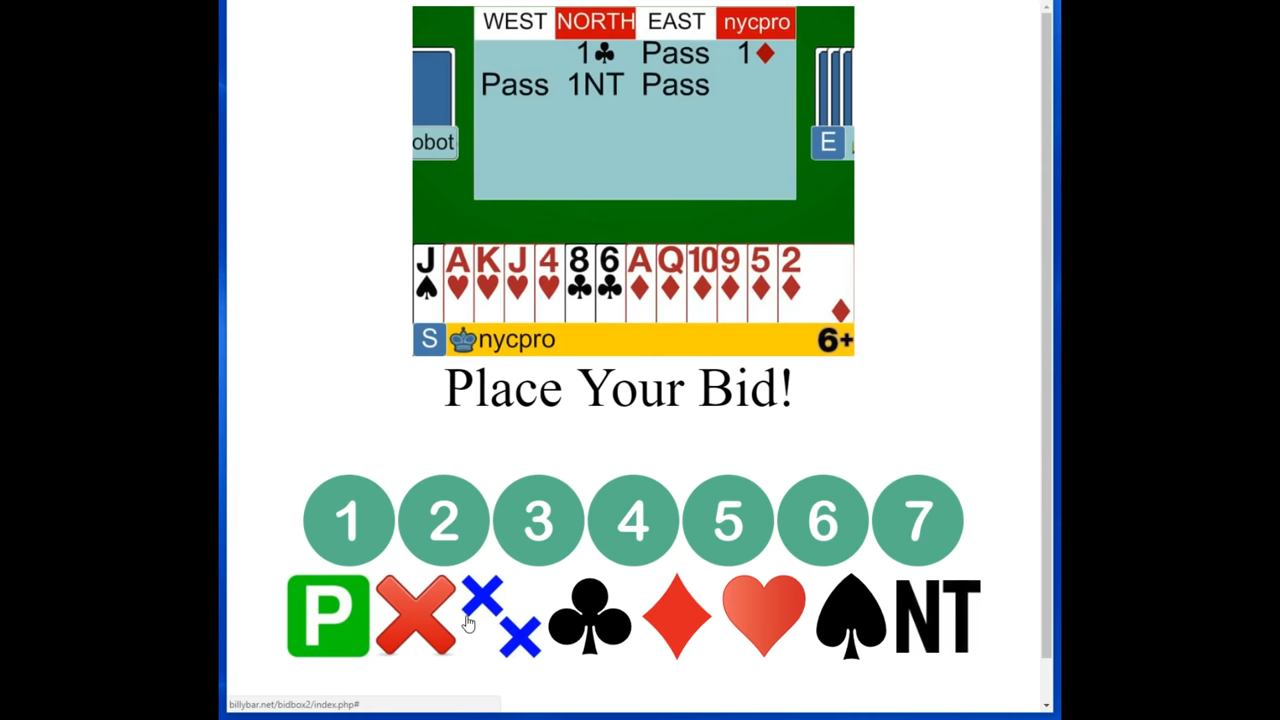 WEST NORTH EAST nycpro
1♣ Pass 1♦
Pass 1NT Pass
obot
E
J♠ A♥ K♥ J♥ 4♥ 8♣ 6♣ A♦ Q♦ 10♦ 9♦ 5♦ 2♦
S nycpro 6+
Place Your Bid!
1 2 3 4 5 6 7
P NT
billybar.net/bidbox2/index.php#